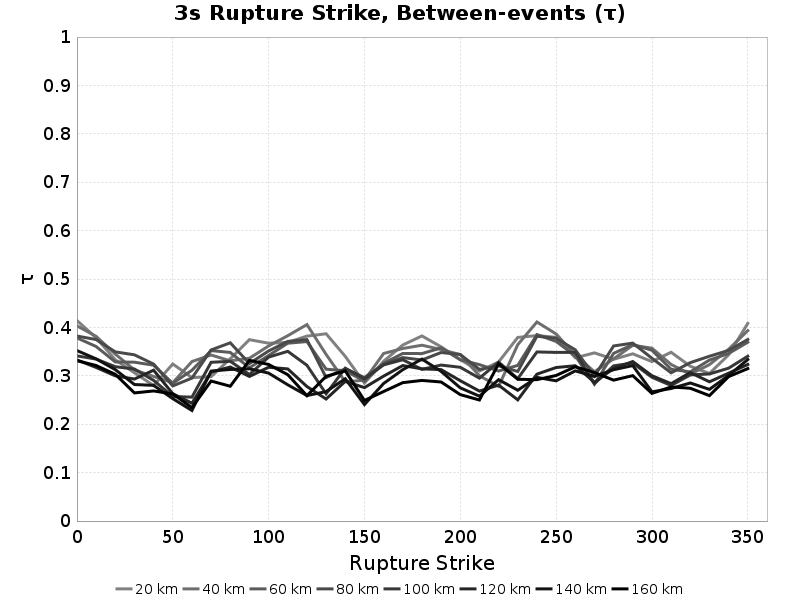 3s Rupture Strike, Between-events (τ)
1
0.9
0.8
0.7
0.6
0.5
0.4
0.3
0.2
0.1
0
τ
0 50 100 150 200 250 300 350
Rupture Strike
20 km 40 km 60 km 80 km 100 km 120 km 140 km 160 km